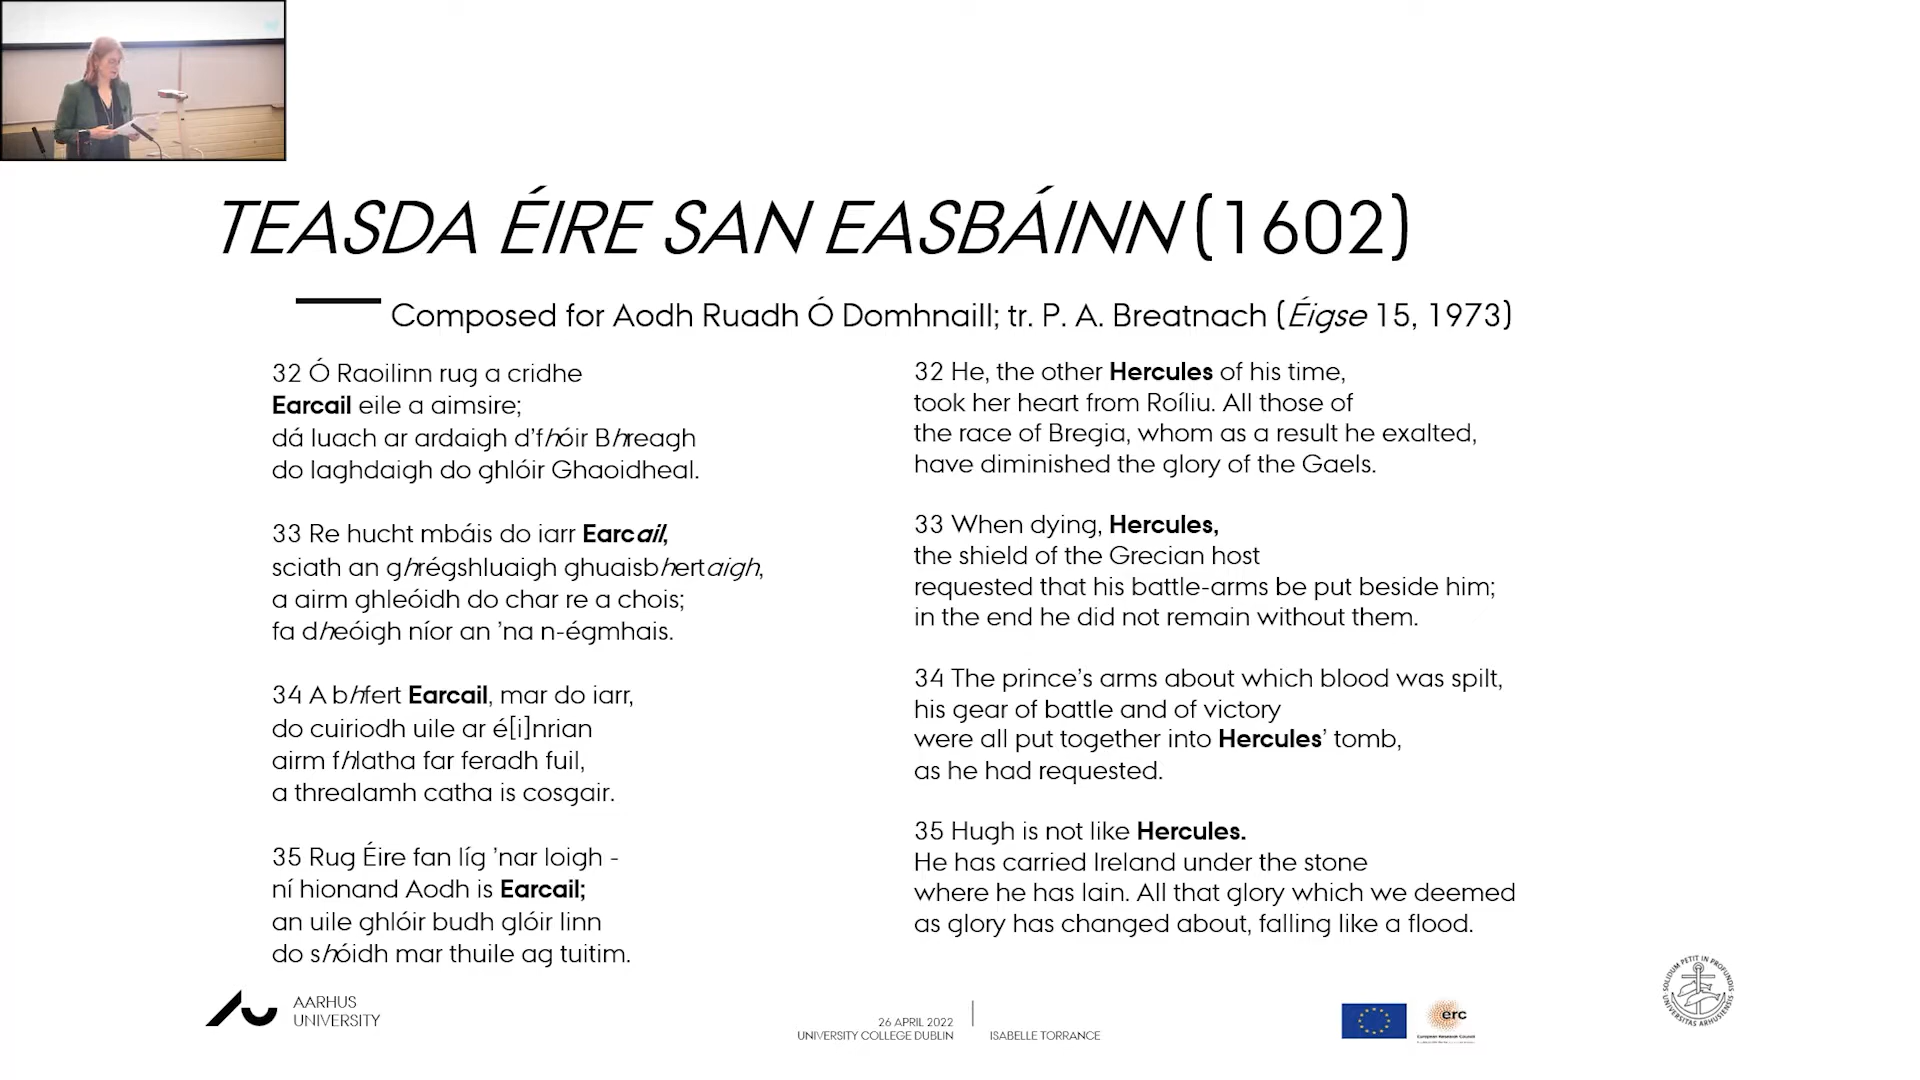 TEASDA ÉIRE SAN EASBÁINN (1602)
Composed for Aodh Ruadh Ó Domhnaill; tr. P. A. Breatnach (Éigse 15, 1973)
32 Ó Raoilinn rug a cridhe
Earcail eile a aimsire;
dá luach ar ardaigh d'fhóir Bhreagh
do laghdaigh do ghlóir Ghaoidheal.
33 Re hucht mbáis do iarr Earcail,
sciath an ghrégshluaigh ghuaisbhertaigh,
a airm ghleóidh do char re a chois;
fa dheóigh níor an 'na n-égmhais.
34 A bhfert Earcail, mar do iarr,
do cuiriodh uile ar é[i]nrian
airm fhlatha far feradh fuil,
a threalamh catha is cosgair.
35 Rug Éire fan líg 'nar loigh -
ní hionand Aodh is Earcail;
an uile ghlóir budh glóir linn
do shóidh mar thuile ag tuitim.
32 He, the other Hercules of his time,
took her heart from Roíliu. All those of
the race of Bregia, whom as a result he exalted,
have diminished the glory of the Gaels.
33 When dying, Hercules,
the shield of the Grecian host
requested that his battle-arms be put beside him;
in the end he did not remain without them.
34 The prince's arms about which blood was spilt,
his gear of battle and of victory
were all put together into Hercules' tomb,
as he had requested.
35 Hugh is not like Hercules.
He has carried Ireland under the stone
where he has lain. All that glory which we deemed
as glory has changed about, falling like a flood.
AARHUS
UNIVERSITY
26 APRIL 2022
UNIVERSITY COLLEGE DUBLIN
ISABELLE TORRANCE
erc
European Research Council
SOLIDUM PETIT IN PROFUNDIS
UNIVERSITAS ARHUSIENSIS